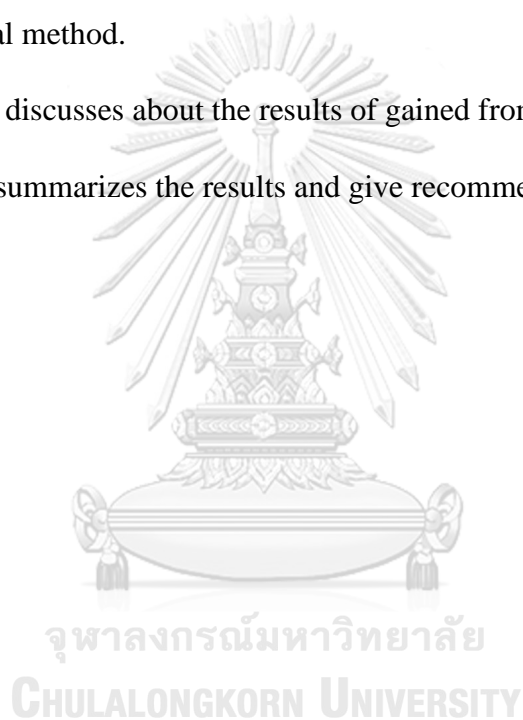 al method.
discusses about the results of gained from
summarizes the results and give recomme
จุฬาลงกรณ์มหาวิทยาลัย
CHULALONGKORN UNIVERSITY